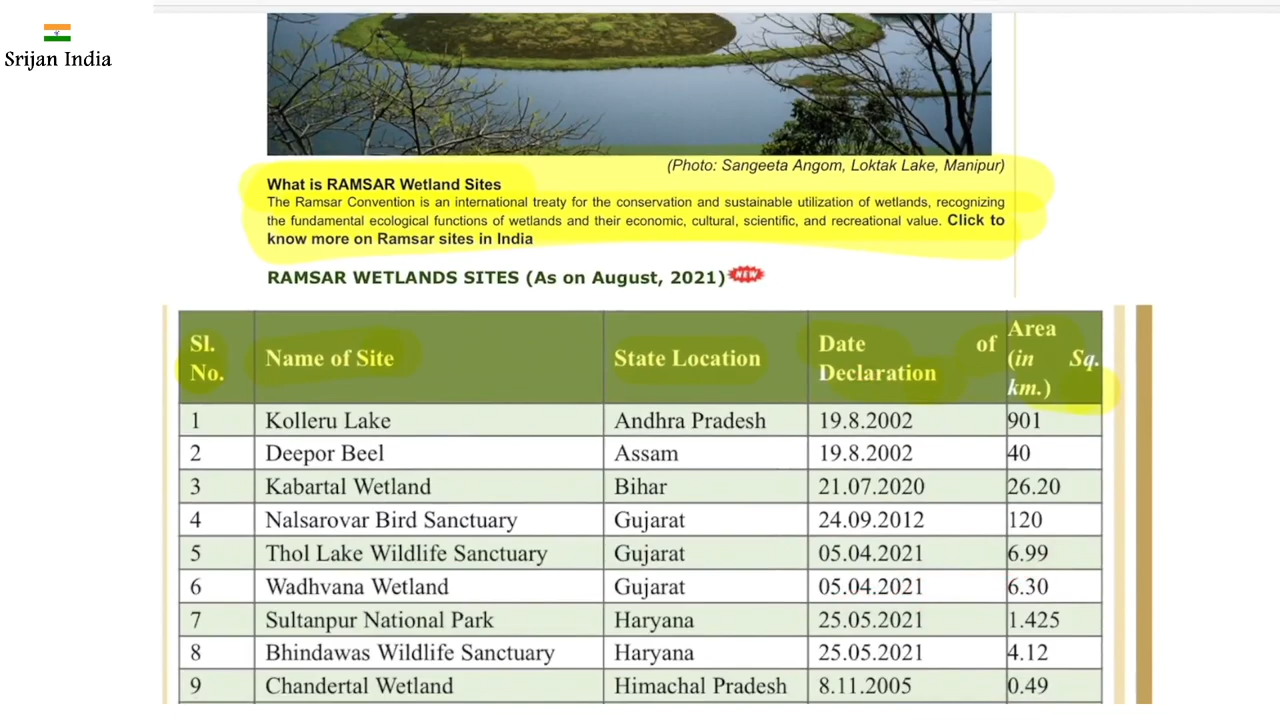 Srijan India
(Photo: Sangeeta Angom, Loktak Lake, Manipur)
What is RAMSAR Wetland Sites
The Ramsar Convention is an international treaty for the conservation and sustainable utilization of wetlands, recognizing
the fundamental ecological functions of wetlands and their economic, cultural, scientific, and recreational value. Click to
know more on Ramsar sites in India
RAMSAR WETLANDS SITES (As on August, 2021) NEW
Sl. No. Name of Site State Location Date of Declaration Area (in Sq. km.)
1 Kolleru Lake Andhra Pradesh 19.8.2002 901
2 Deepor Beel Assam 19.8.2002 40
3 Kabartal Wetland Bihar 21.07.2020 26.20
4 Nalsarovar Bird Sanctuary Gujarat 24.09.2012 120
5 Thol Lake Wildlife Sanctuary Gujarat 05.04.2021 6.99
6 Wadhvana Wetland Gujarat 05.04.2021 6.30
7 Sultanpur National Park Haryana 25.05.2021 1.425
8 Bhindawas Wildlife Sanctuary Haryana 25.05.2021 4.12
9 Chandertal Wetland Himachal Pradesh 8.11.2005 0.49